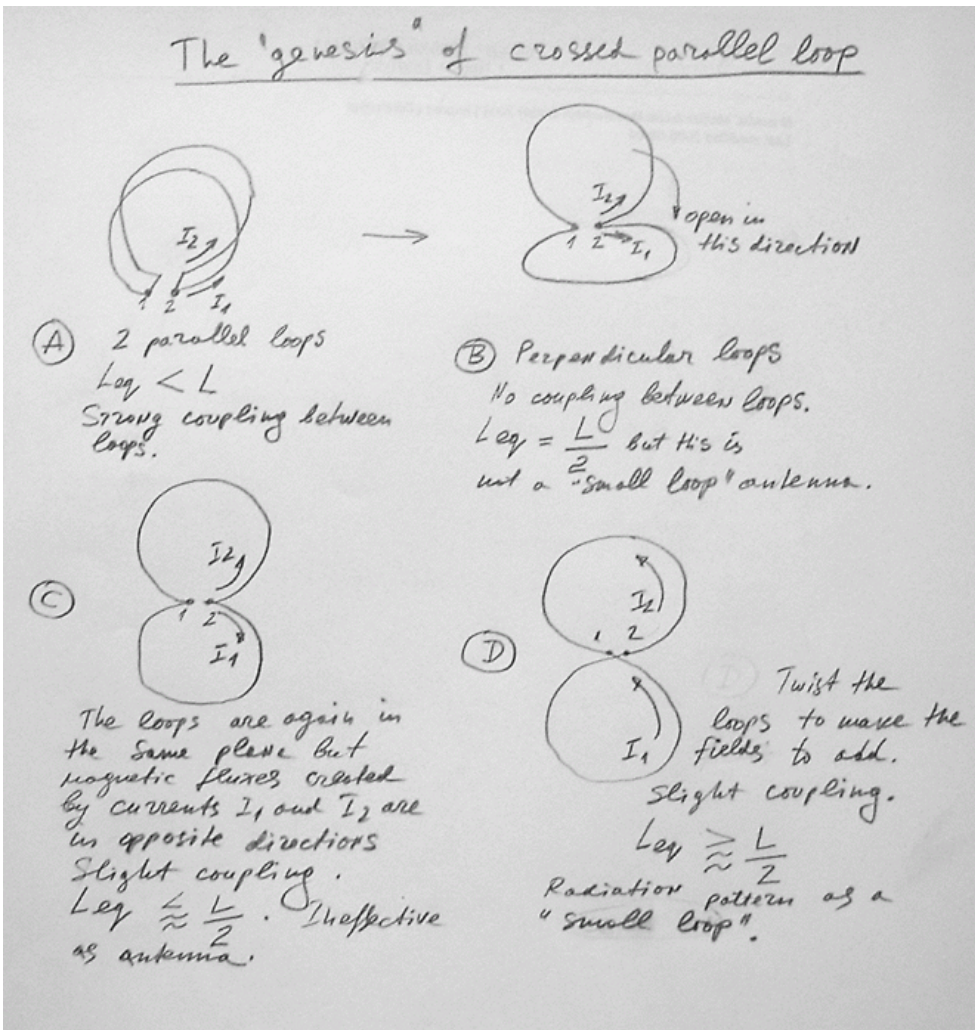 The "genesis" of crossed parallel loop
I2
1 2 I1
A 2 parallel loops
Leq < L
Strong coupling between
loops.
I2
1 2 I1
open in
this direction
B Perpendicular loops
No coupling between loops.
Leq = L/2 but this is
not a "small loop" antenna.
C
I2
1 2
I1
The loops are again in
the same plane but
magnetic fluxes created
by currents I1 and I2 are
in opposite directions
Slight coupling.
Leq ⪅ L/2 . Ineffective
as antenna.
D
I2
1 2
I1
Twist the
loops to make the
fields to add.
slight coupling.
Leq ⪆ L/2
Radiation pattern as a
"small loop".